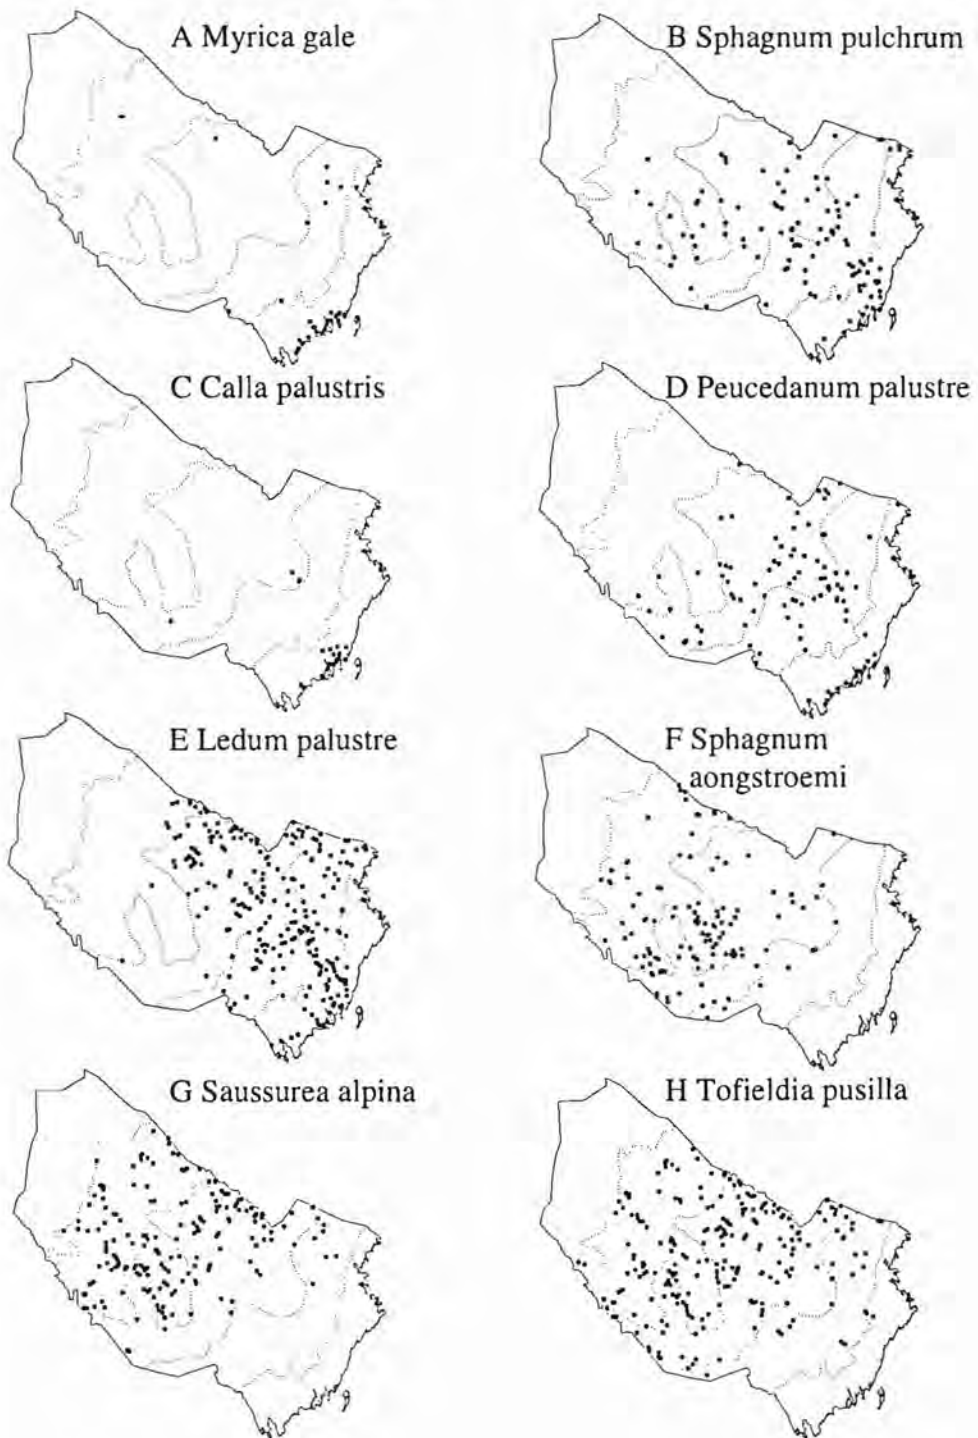 A Myrica gale
B Sphagnum pulchrum
C Calla palustris
D Peucedanum palustre
E Ledum palustre
F Sphagnum
aongstroemi
G Saussurea alpina
H Tofieldia pusilla